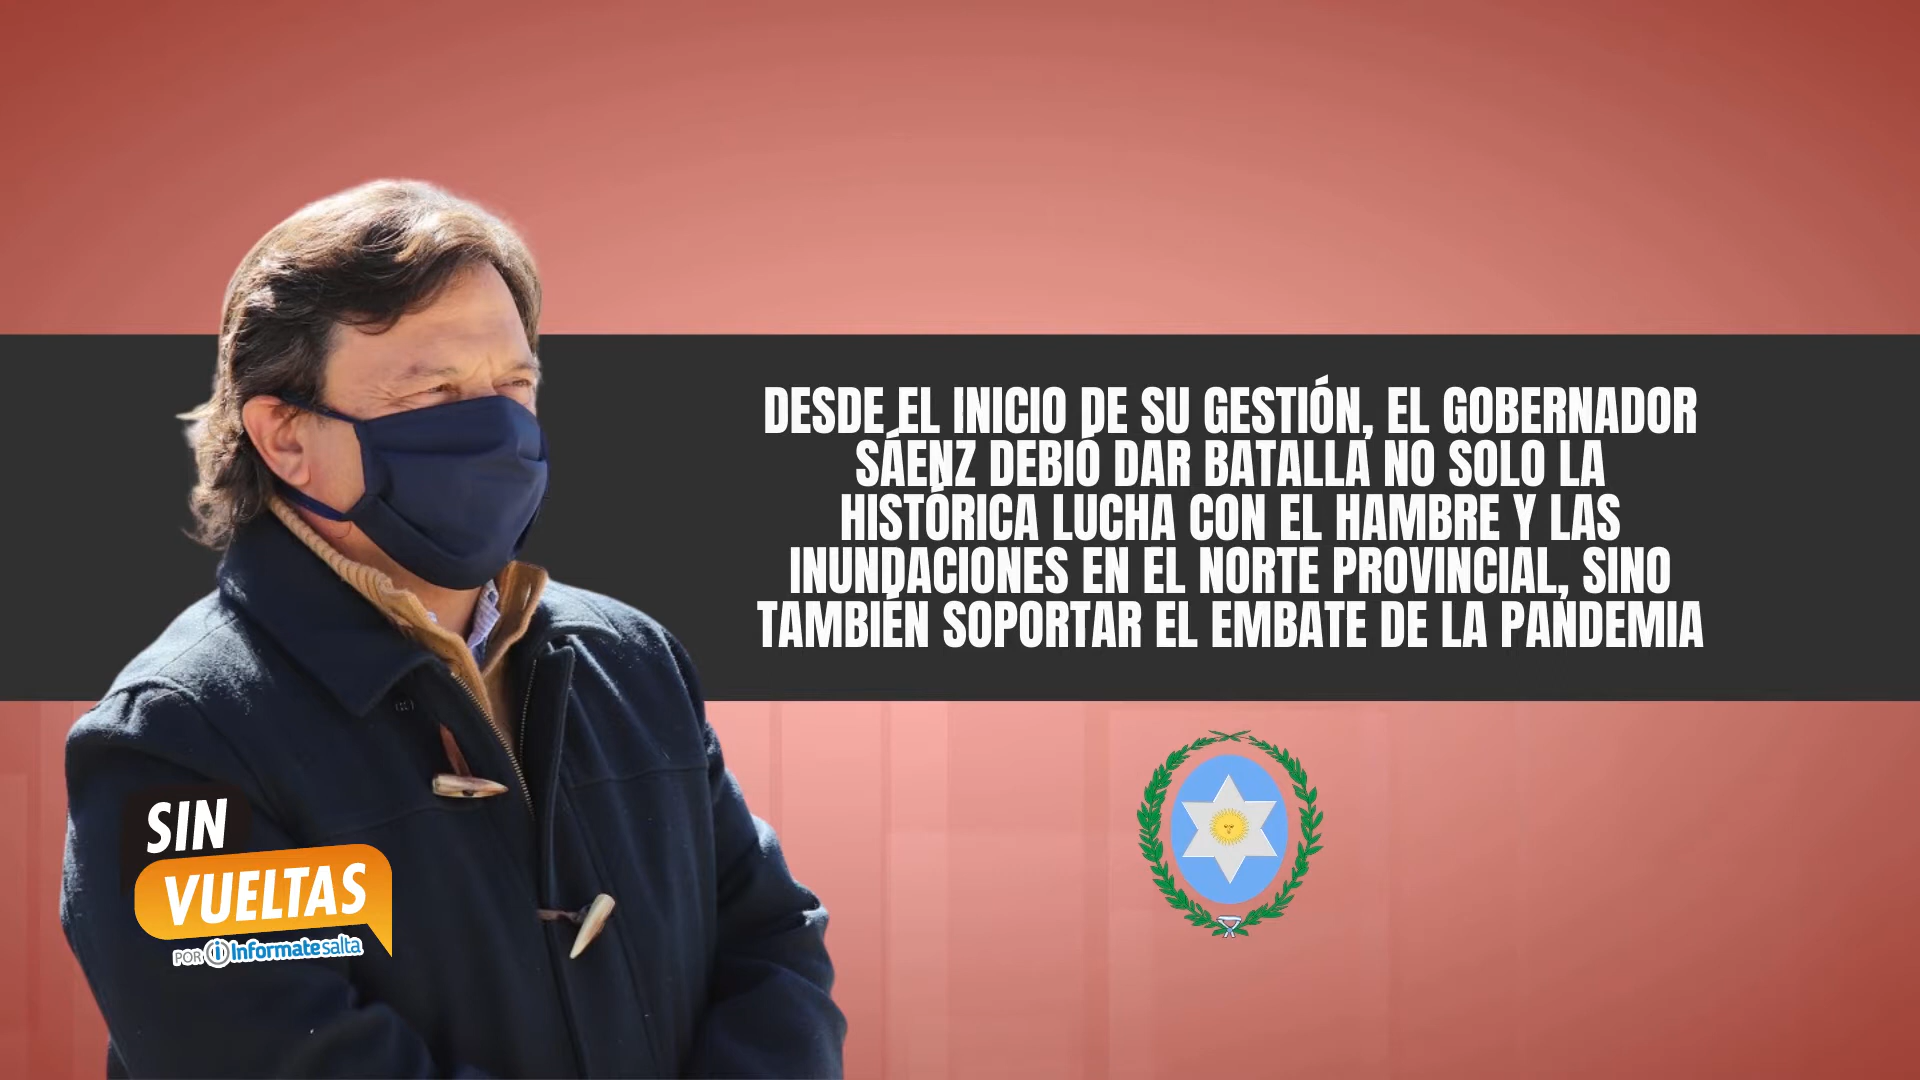 DESDE EL INICIO DE SU GESTIÓN, EL GOBERNADOR
SÁENZ DEBIÓ DAR BATALLA NO SOLO LA
HISTÓRICA LUCHA CON EL HAMBRE Y LAS
INUNDACIONES EN EL NORTE PROVINCIAL, SINO
TAMBIÉN SOPORTAR EL EMBATE DE LA PANDEMIA
SIN
VUELTAS
POR i Informatesalta